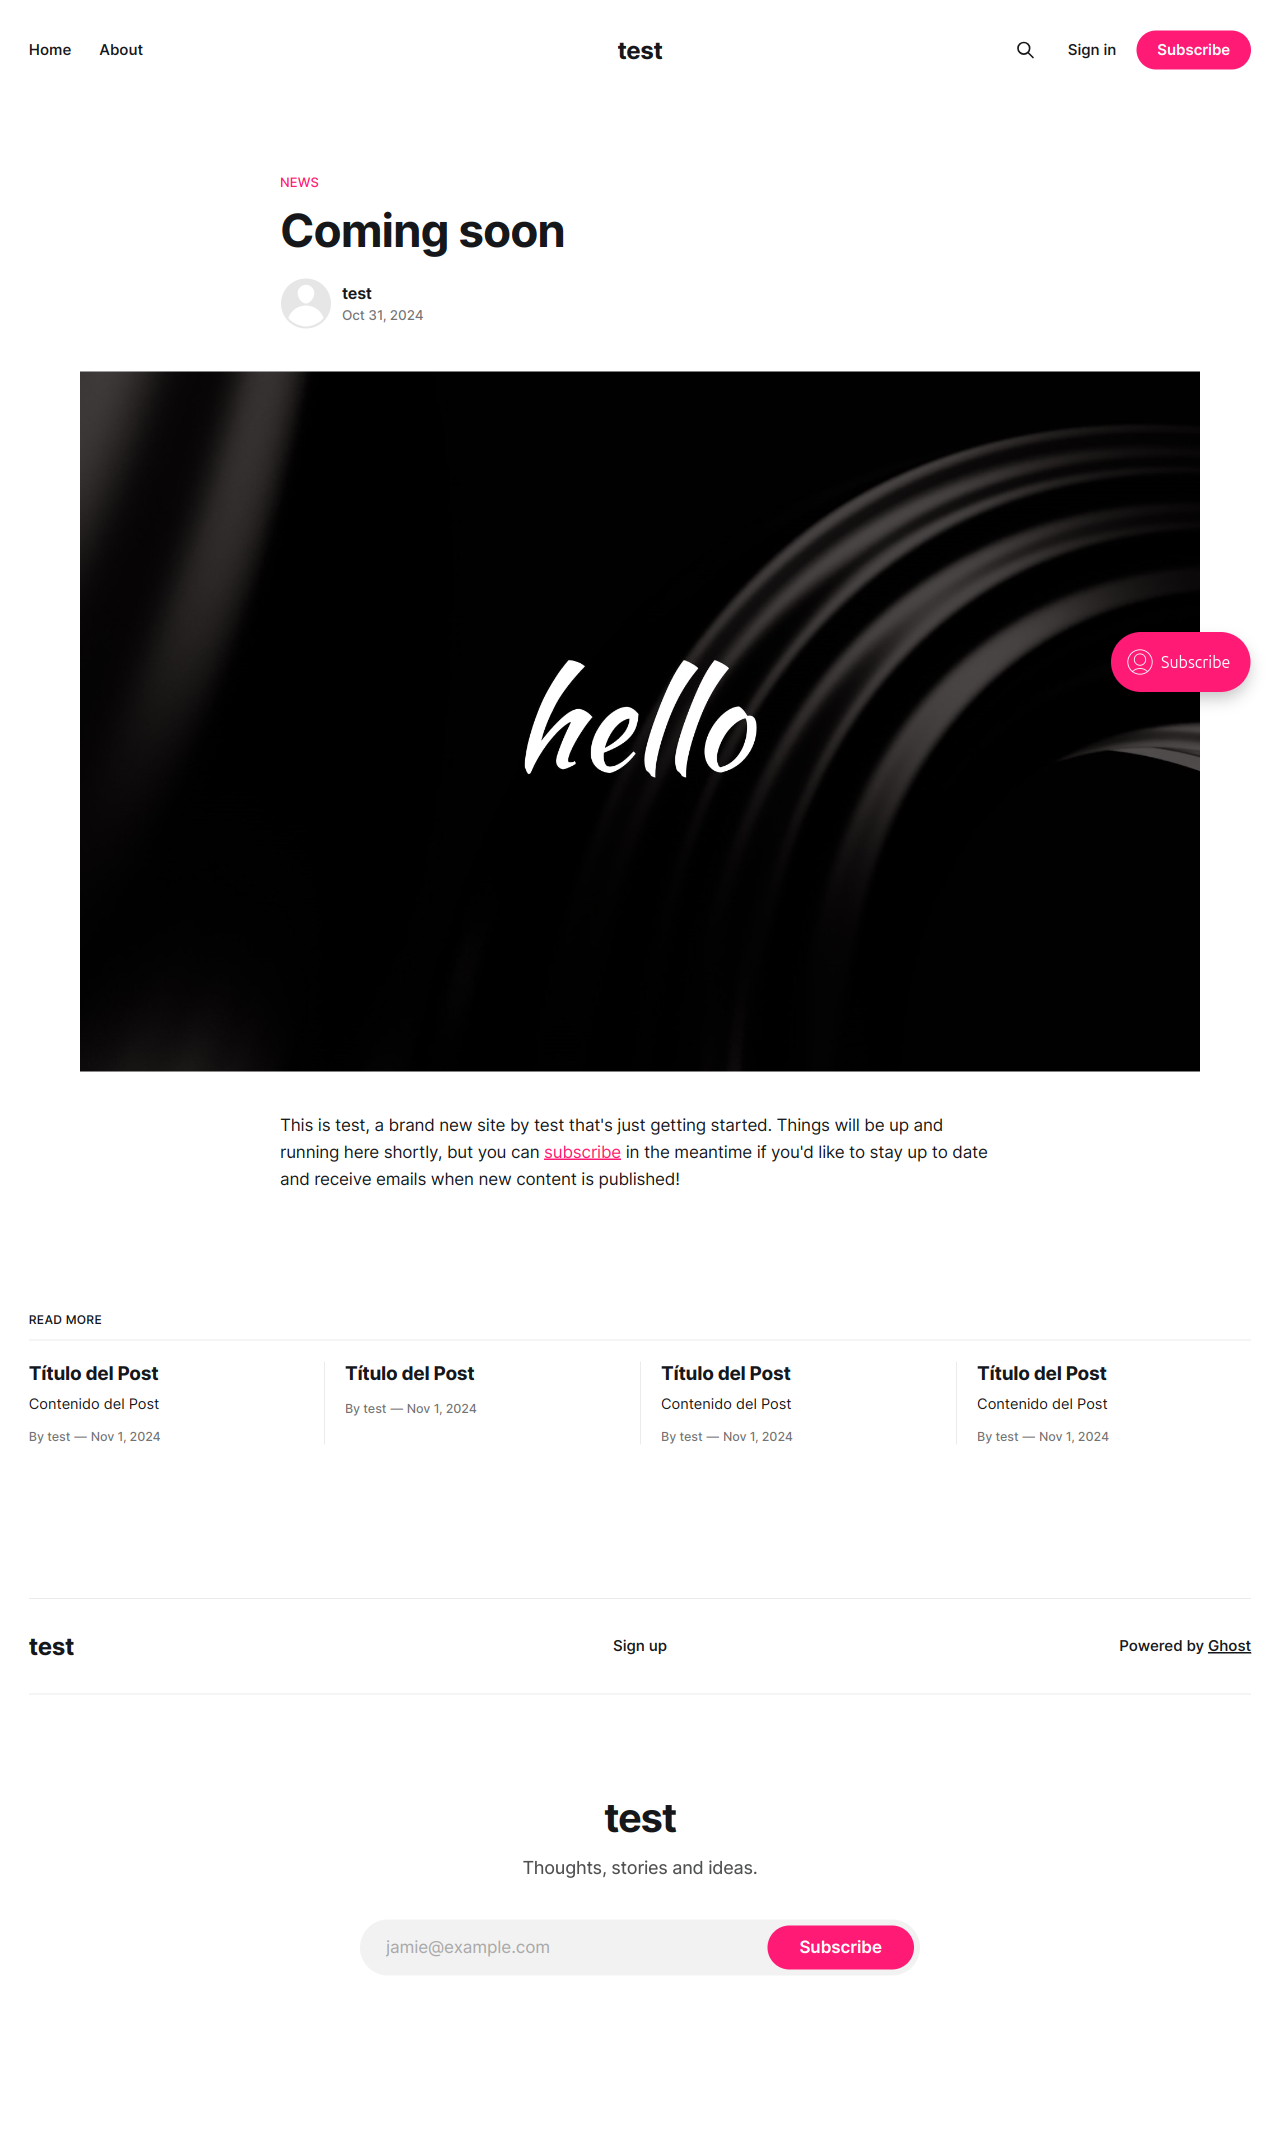 Home About test Sign in Subscribe
NEWS
Coming soon
test
Oct 31, 2024
hello
Subscribe
This is test, a brand new site by test that's just getting started. Things will be up and
running here shortly, but you can subscribe in the meantime if you'd like to stay up to date
and receive emails when new content is published!
READ MORE
Título del Post
Contenido del Post
By test — Nov 1, 2024
Título del Post
By test — Nov 1, 2024
Título del Post
Contenido del Post
By test — Nov 1, 2024
Título del Post
Contenido del Post
By test — Nov 1, 2024
test Sign up Powered by Ghost
test
Thoughts, stories and ideas.
jamie@example.com Subscribe